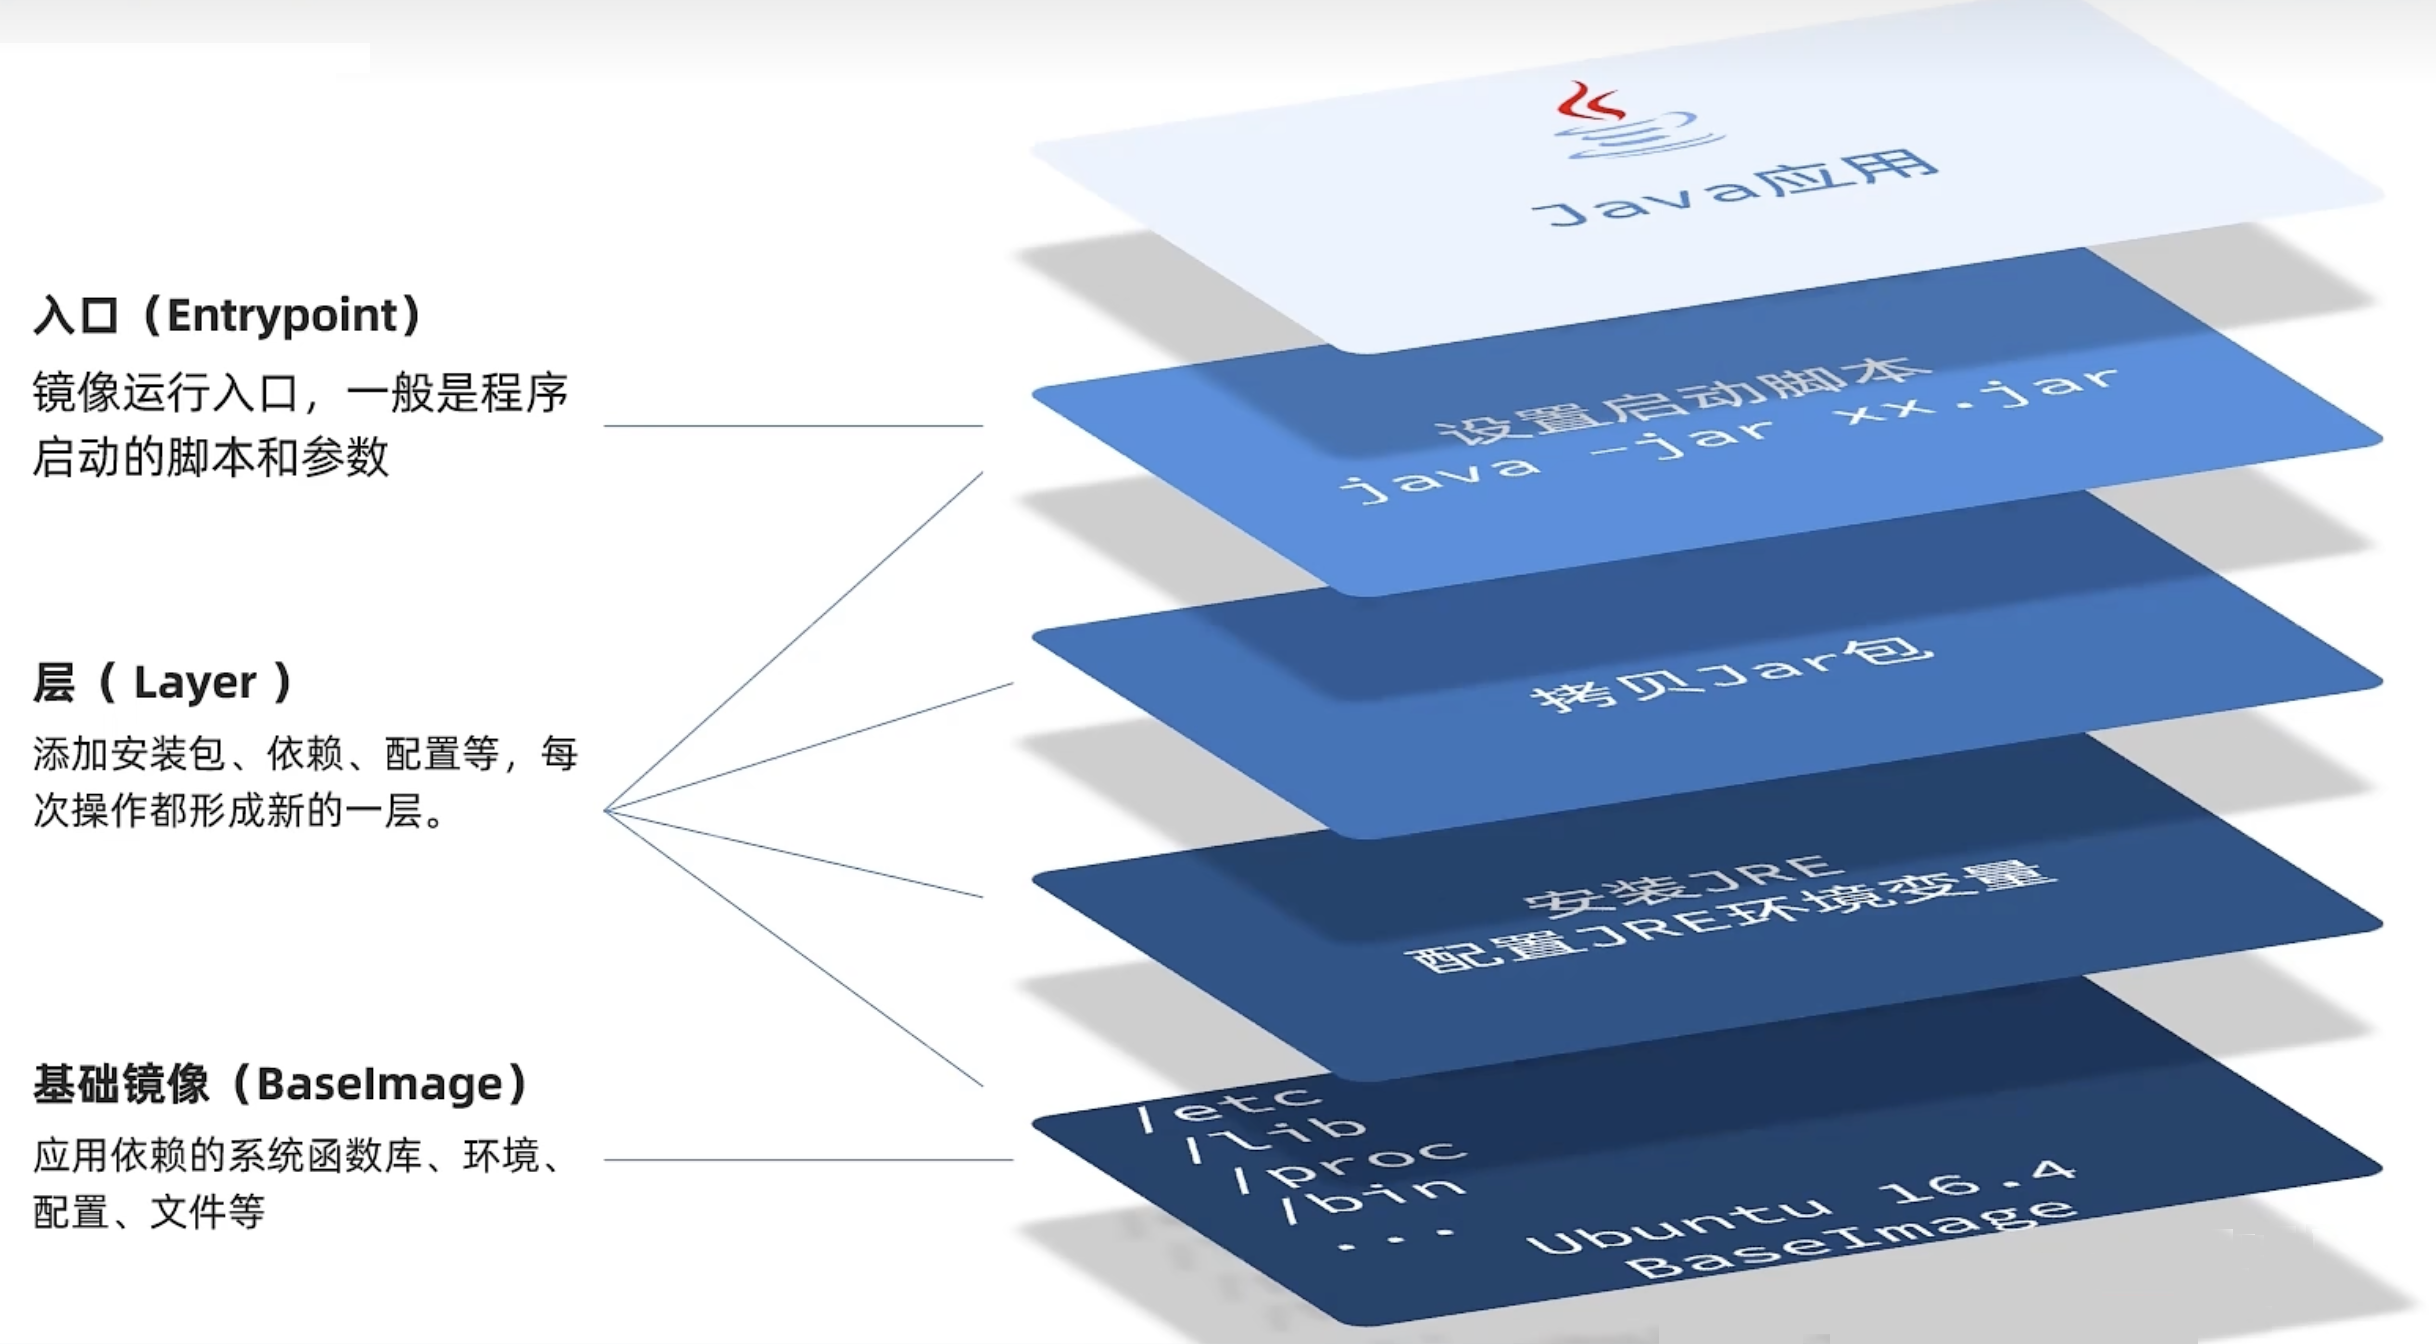 Java应用
入口（Entrypoint）
镜像运行入口，一般是程序
启动的脚本和参数
设置启动脚本
java -jar xx.jar
层（ Layer ）
添加安装包、依赖、配置等，每
次操作都形成新的一层。
拷贝Jar包
安装JRE
配置JRE环境变量
基础镜像（BaseImage）
应用依赖的系统函数库、环境、
配置、文件等
/etc
/lib
/proc
/bin
...
Ubuntu 16.4
BaseImage